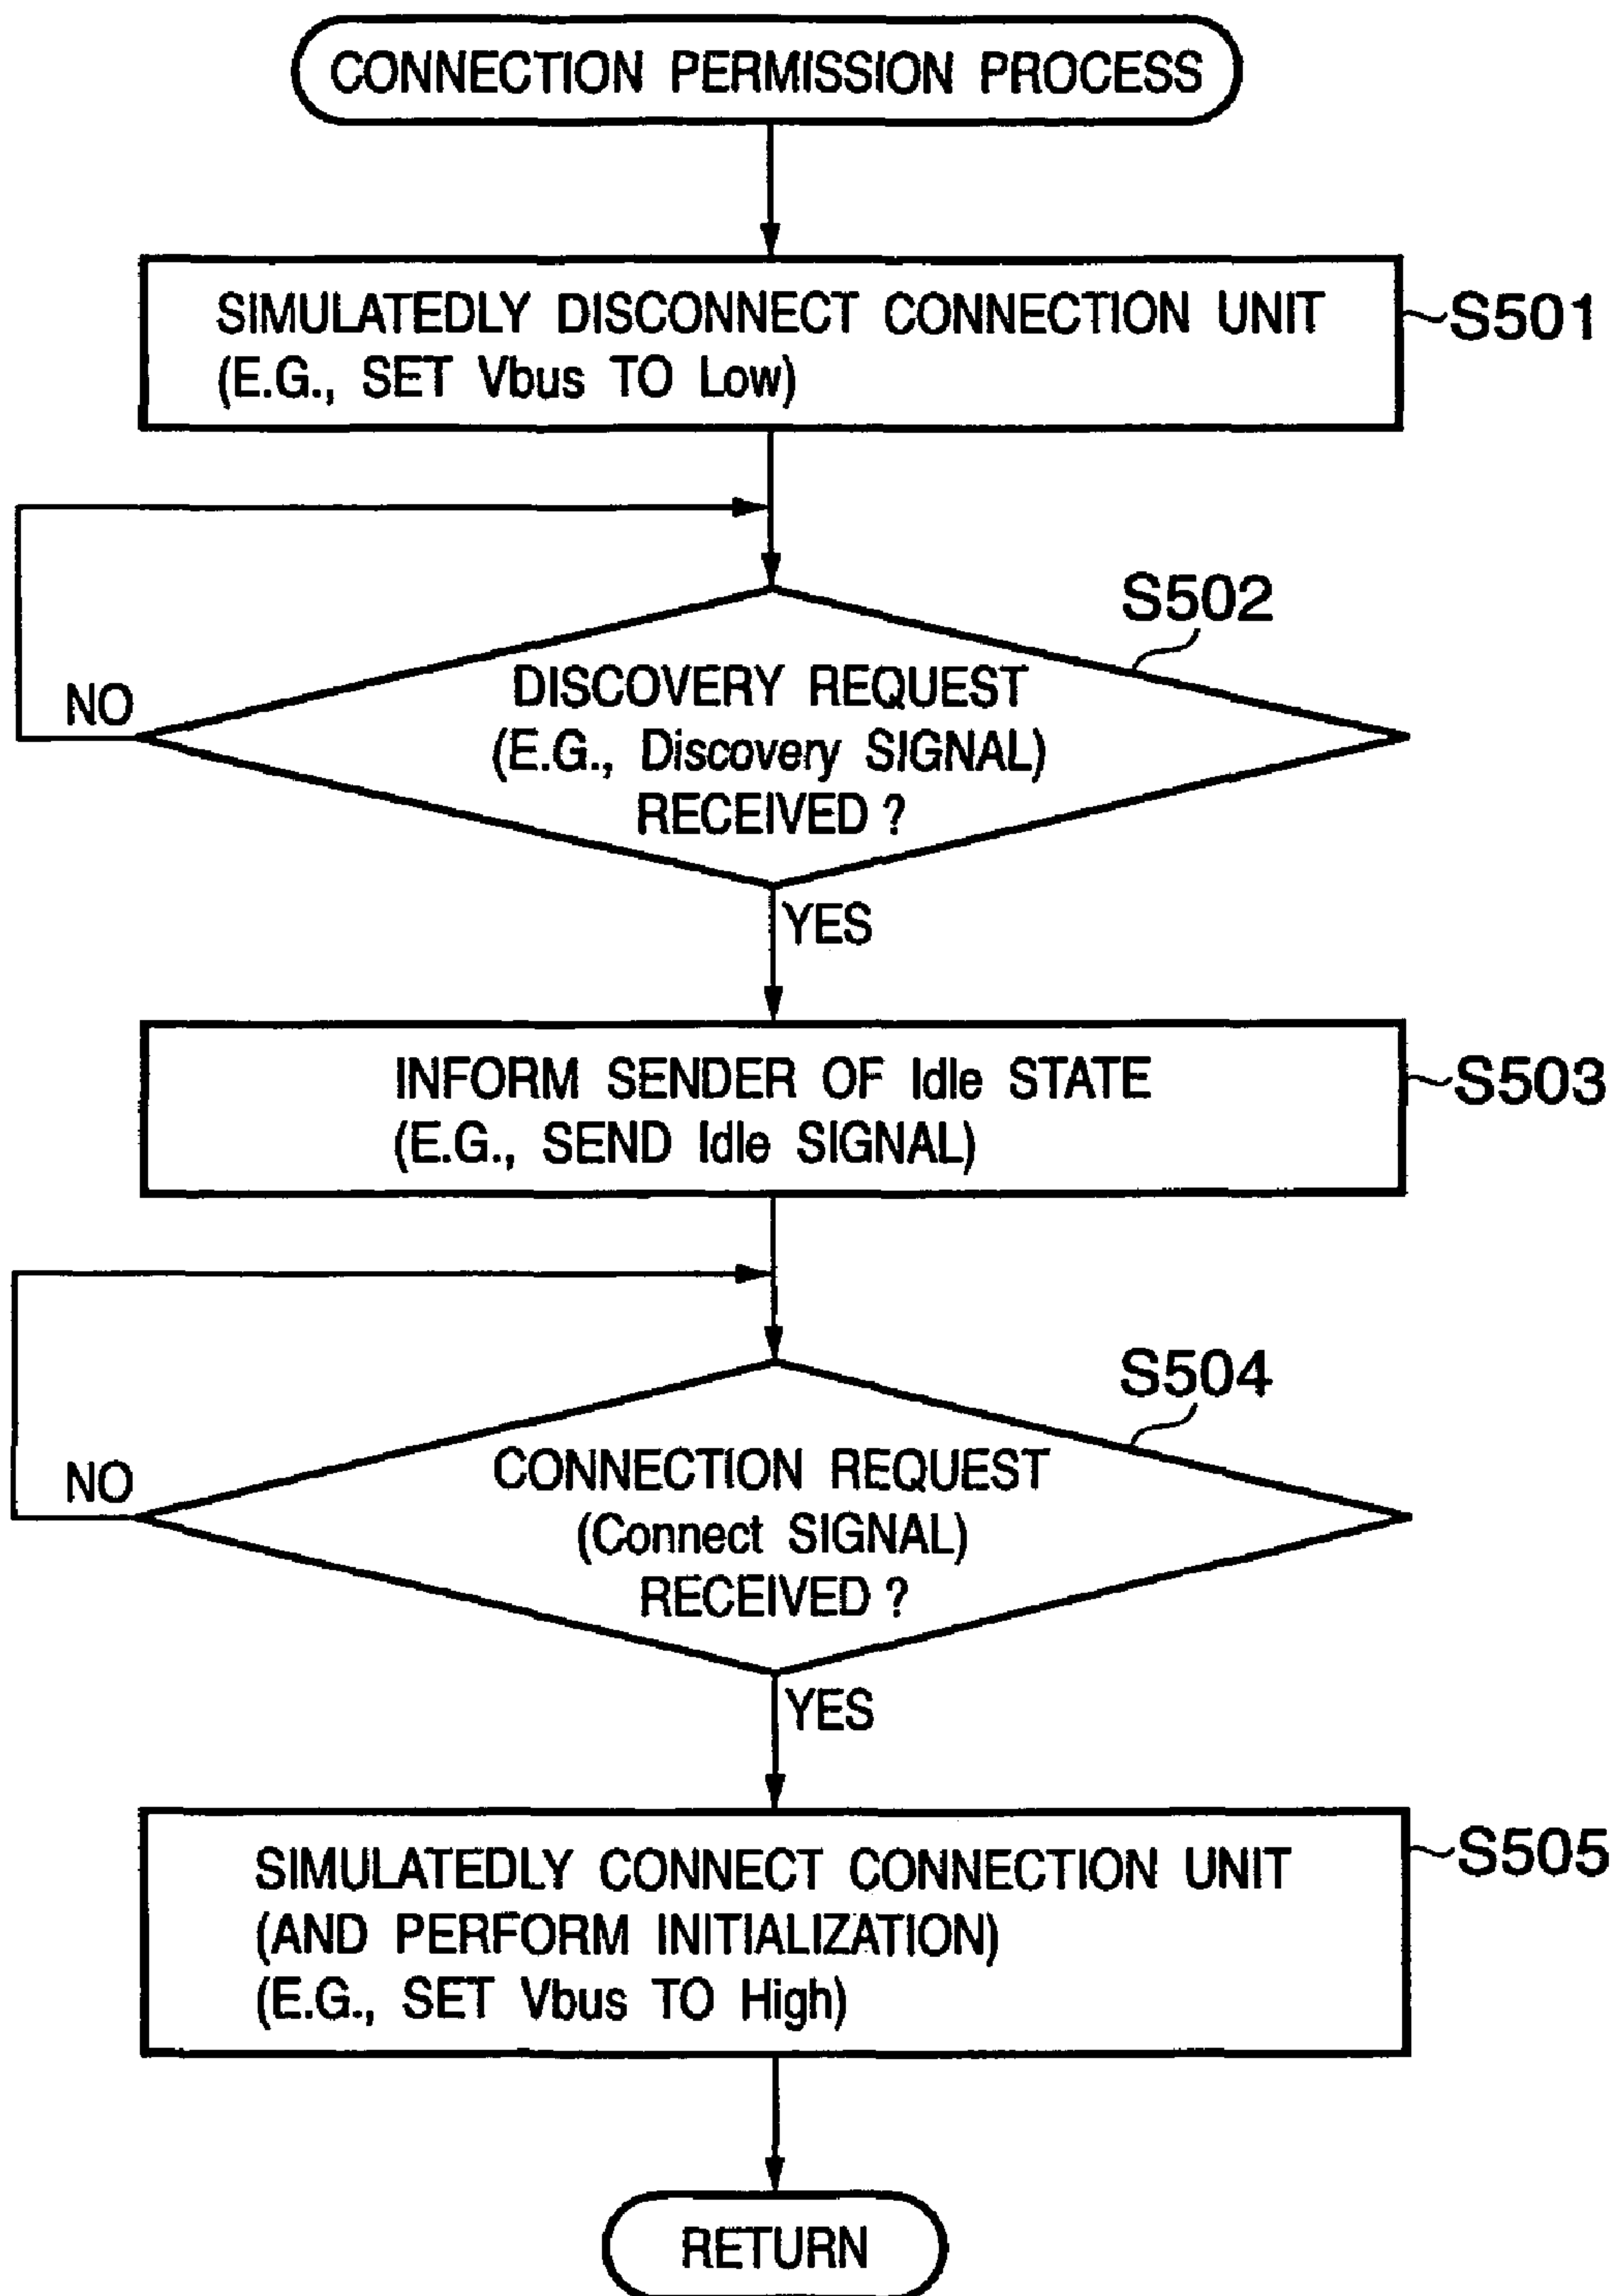 CONNECTION PERMISSION PROCESS
SIMULATEDLY DISCONNECT CONNECTION UNIT
(E.G., SET Vbus TO Low)
S501
S502
DISCOVERY REQUEST
(E.G., Discovery SIGNAL)
RECEIVED ?
NO
YES
INFORM SENDER OF Idle STATE
(E.G., SEND Idle SIGNAL)
S503
S504
CONNECTION REQUEST
(Connect SIGNAL)
RECEIVED ?
NO
YES
SIMULATEDLY CONNECT CONNECTION UNIT
(AND PERFORM INITIALIZATION)
(E.G., SET Vbus TO High)
S505
RETURN